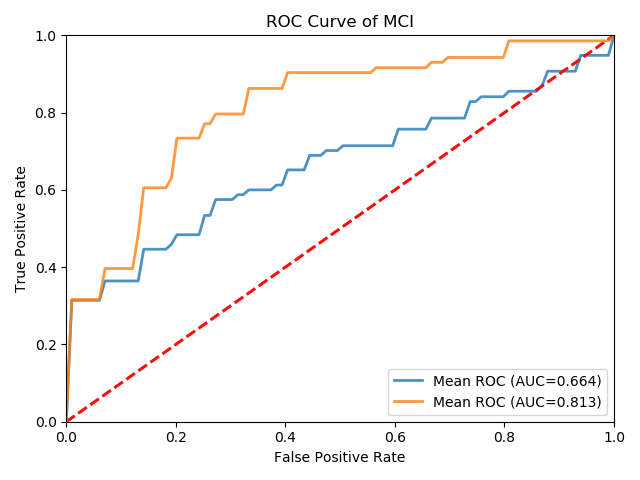 ROC Curve of MCI
True Positive Rate
1.0
0.8
0.6
0.4
0.2
0.0
0.0 0.2 0.4 0.6 0.8 1.0
False Positive Rate
Mean ROC (AUC=0.664)
Mean ROC (AUC=0.813)